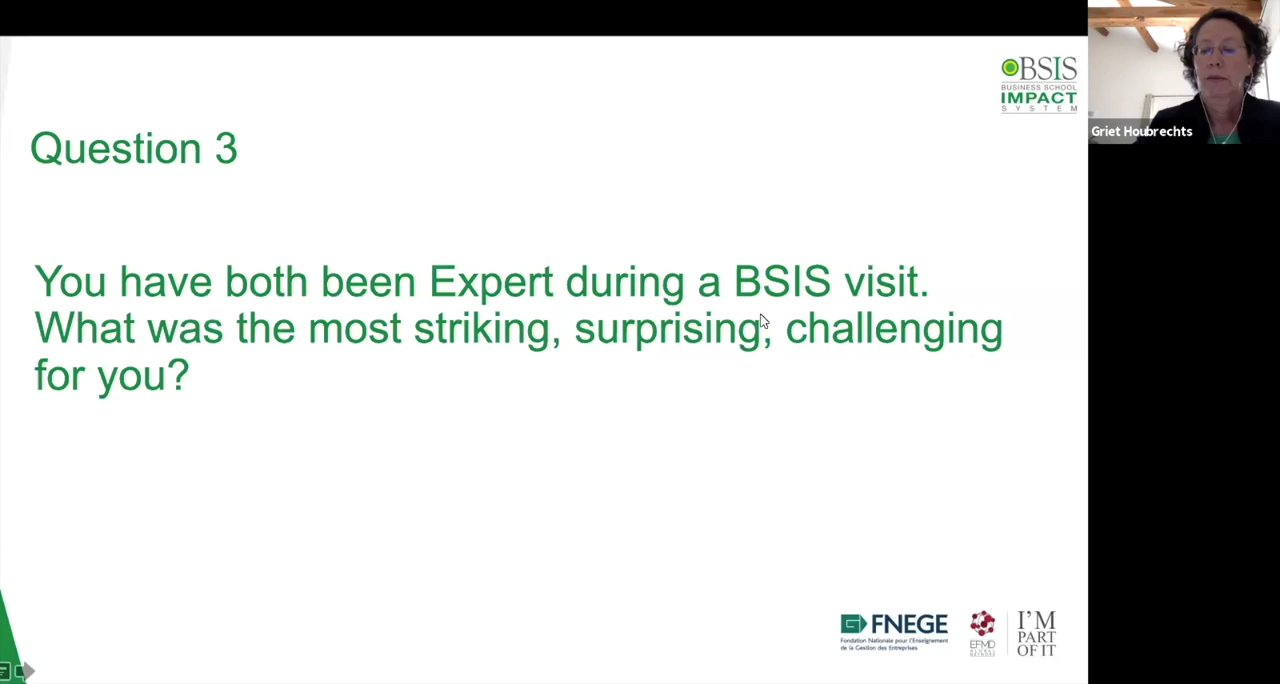 BSIS
BUSINESS SCHOOL
IMPACT
SYSTEM
Griet Houbrechts
Question 3
You have both been Expert during a BSIS visit.
What was the most striking, surprising, challenging
for you?
FNEGE
Fondation Nationale pour l'Enseignement
de la Gestion des Entreprises
EFMD
GLOBAL
NETWORK
I'M
PART
OF IT